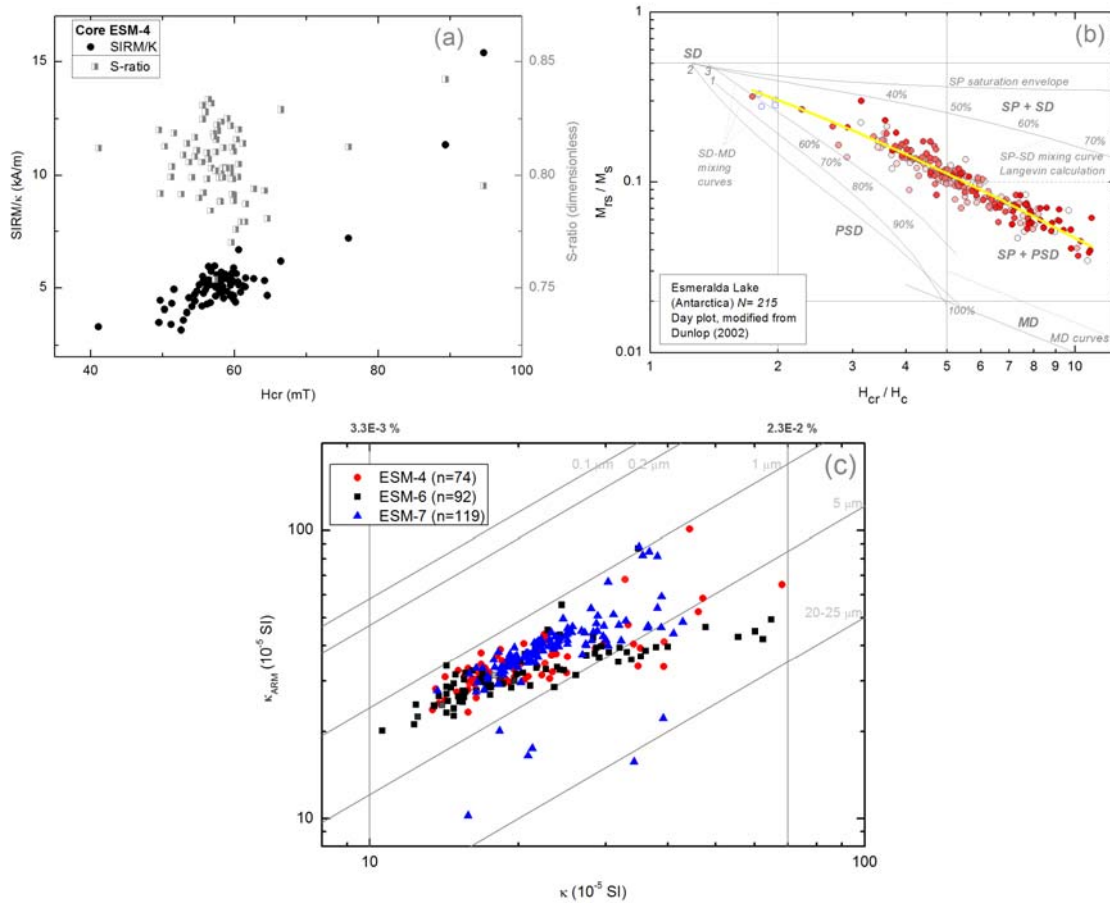 Core ESM-4
SIRM/K
S-ratio
(a)
15
10
5
SIRM/κ (kA/m)
0.85
0.80
0.75
S-ratio (dimensionless)
40 60 80 100
Hcr (mT)
(b)
1
0.1
0.01
Mrs / Ms
SD
2 3
1
SP saturation envelope
40%
50%
SP + SD
60%
70%
60%
70%
SP-SD mixing curve
Langevin calculation
SD-MD
mixing
curves
80%
90%
PSD
SP + PSD
Esmeralda Lake
(Antarctica) N= 215
Day plot, modified from
Dunlop (2002)
100%
MD
MD curves
1 2 3 4 5 6 7 8 9 10
Hcr / Hc
3.3E-3 %
2.3E-2 %
(c)
ESM-4 (n=74)
ESM-6 (n=92)
ESM-7 (n=119)
0.1 μm
0.2 μm
1 μm
5 μm
20-25 μm
100
10
κARM (10⁻⁵ SI)
10 100
κ (10⁻⁵ SI)